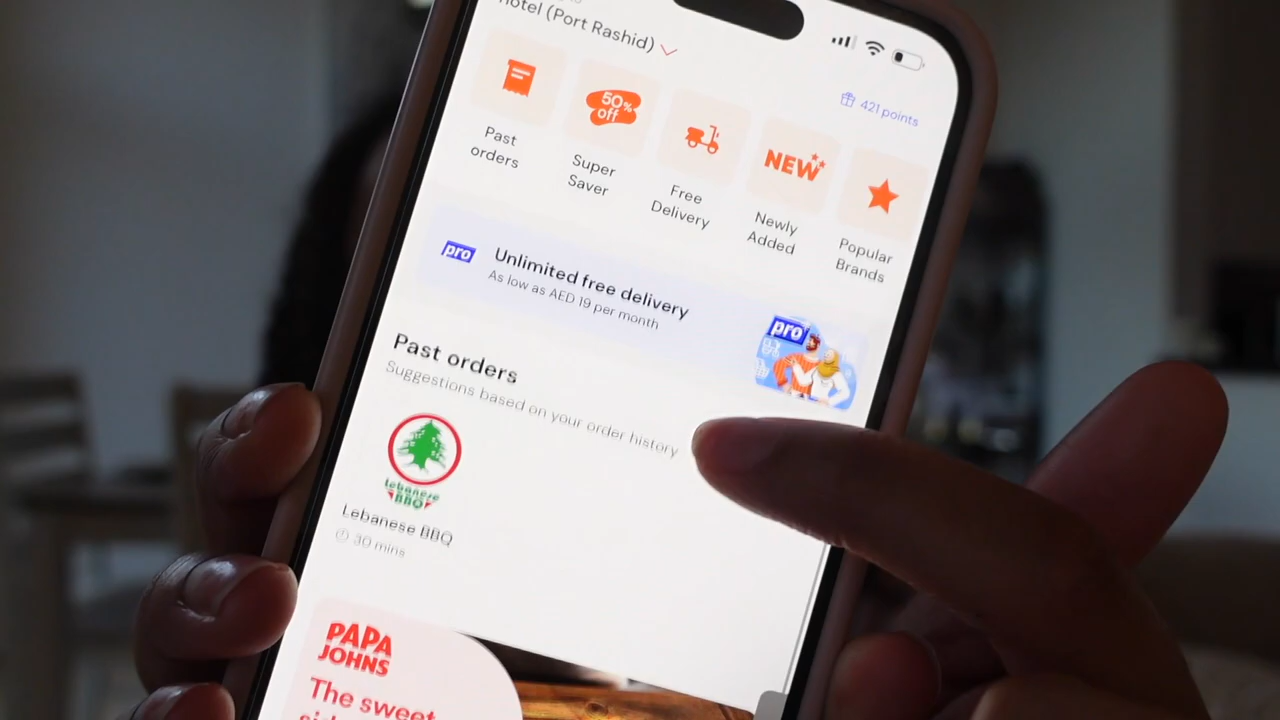 hotel (Port Rashid)
421 points
50%
off
NEW
Past
orders
Super
Saver
Free
Delivery
Newly
Added
Popular
Brands
pro
Unlimited free delivery
As low as AED 19 per month
pro
Past orders
Suggestions based on your order history
Lebanese
BBQ
Lebanese BBQ
30 mins
PAPA
JOHNS
The sweet